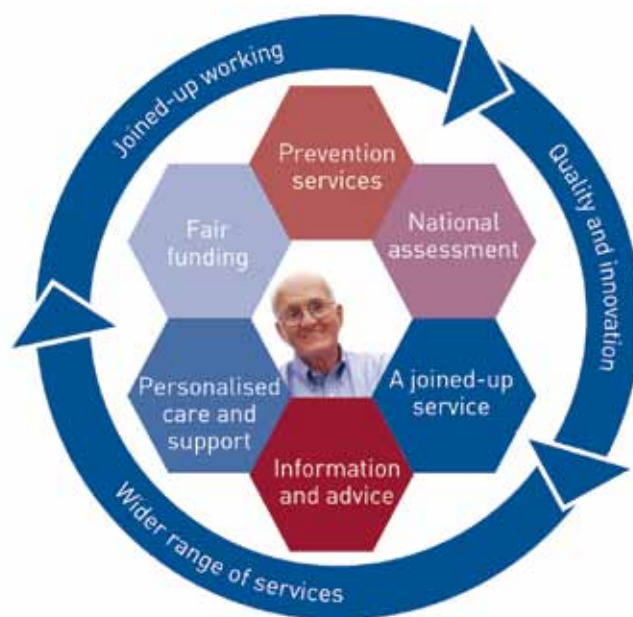 Joined-up working
Quality and innovation
Wider range of services
Prevention
services
National
assessment
A joined-up
service
Information
and advice
Personalised
care and
support
Fair
funding